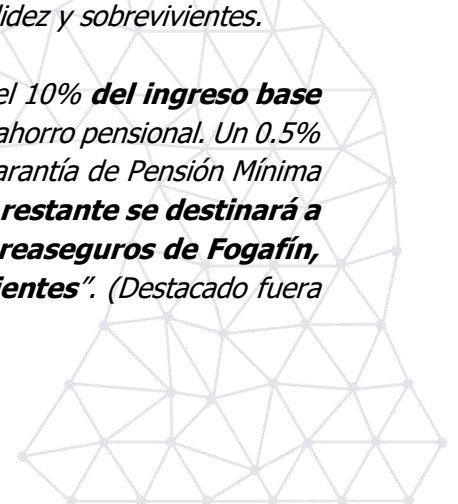 lidez y sobrevivientes.
el 10% del ingreso base
ahorro pensional. Un 0.5%
arantía de Pensión Mínima
restante se destinará a
reaseguros de Fogafín,
ientes". (Destacado fuera